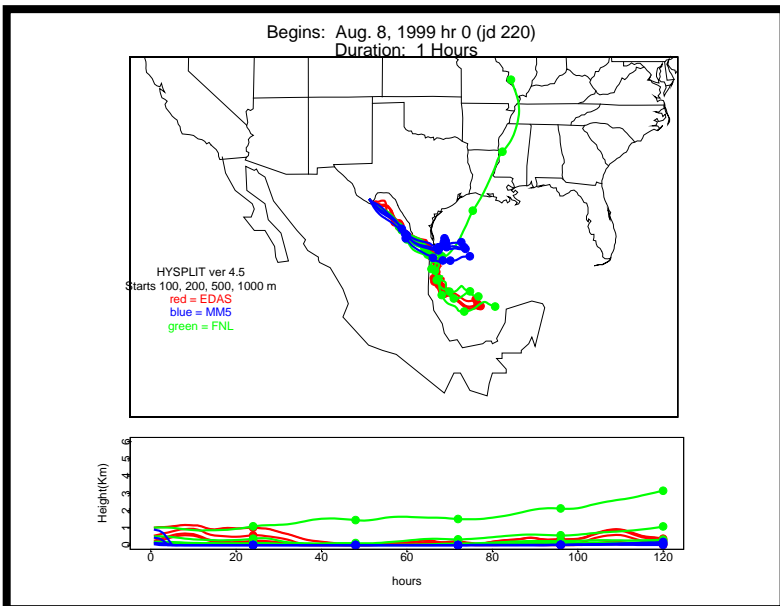 Begins: Aug. 8, 1999 hr 0 (jd 220)
Duration: 1 Hours
HYSPLIT ver 4.5
Starts 100, 200, 500, 1000 m
red = EDAS
blue = MM5
green = FNL
Height(Km)
6
5
4
3
2
1
0
0 20 40 60 80 100 120
hours